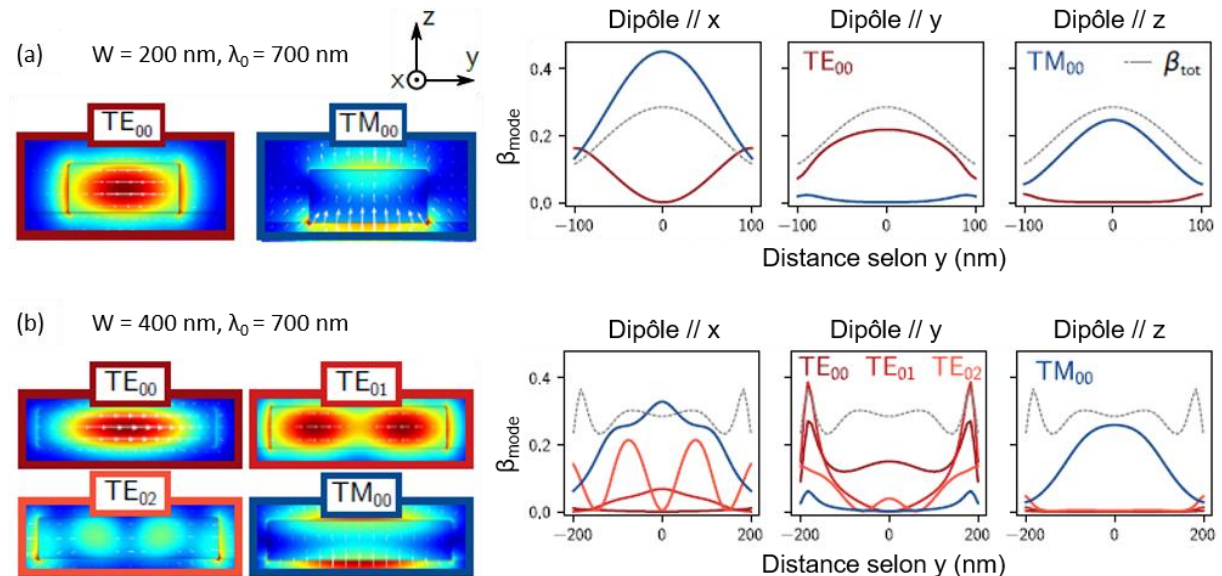 (a) W = 200 nm, λ₀ = 700 nm
z
y
x
TE₀₀
TM₀₀
Dipôle // x
Dipôle // y
Dipôle // z
β_mode
0,4
0,2
0,0
TE₀₀
TM₀₀
β_tot
−100 0 100
−100 0 100
−100 0 100
Distance selon y (nm)
(b) W = 400 nm, λ₀ = 700 nm
TE₀₀
TE₀₁
TE₀₂
TM₀₀
Dipôle // x
Dipôle // y
Dipôle // z
β_mode
0,4
0,2
0,0
TE₀₀ TE₀₁ TE₀₂
TM₀₀
−200 0 200
−200 0 200
−200 0 200
Distance selon y (nm)